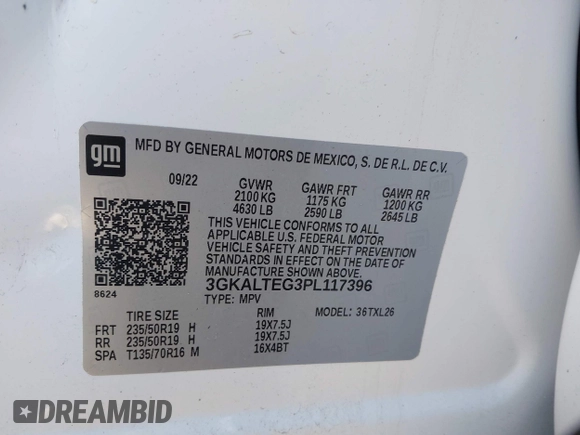 gm
MFD BY GENERAL MOTORS DE MEXICO, S. DE R.L. DE C.V.
09/22 GVWR GAWR FRT GAWR RR
2100 KG 1175 KG 1200 KG
4630 LB 2590 LB 2645 LB
THIS VEHICLE CONFORMS TO ALL
APPLICABLE U.S. FEDERAL MOTOR
VEHICLE SAFETY AND THEFT PREVENTION
STANDARDS IN EFFECT ON THE DATE OF
MANUFACTURE SHOWN ABOVE.
8624 3GKALTEG3PL117396
TYPE: MPV MODEL: 36TXL26
TIRE SIZE RIM
FRT 235/50R19 H 19X7.5J
RR 235/50R19 H 19X7.5J
SPA T135/70R16 M 16X4BT
DREAMBID